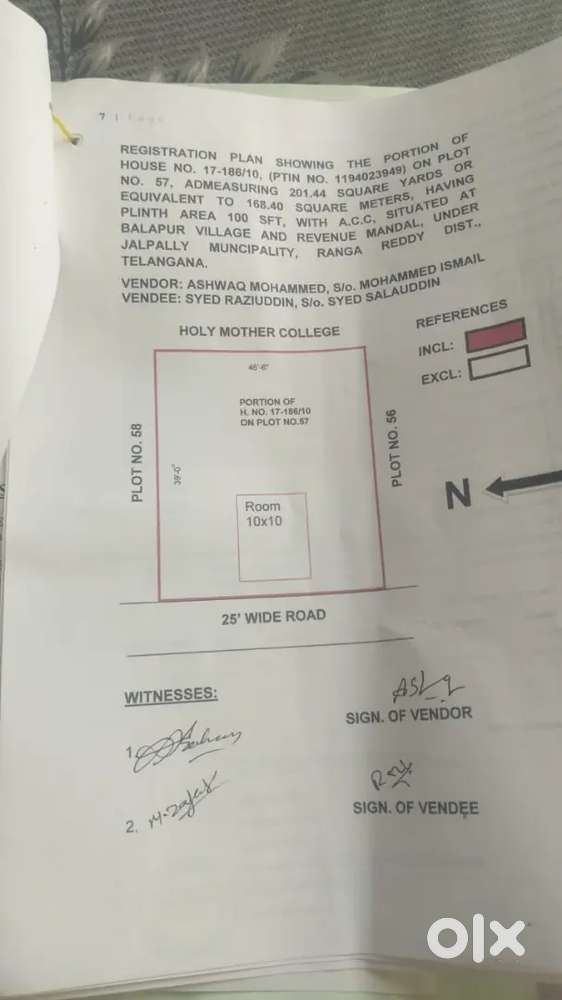 7 | Page
REGISTRATION PLAN SHOWING THE PORTION OF
HOUSE NO. 17-186/10, (PTIN NO. 1194023949) ON PLOT
NO. 57, ADMEASURING 201.44 SQUARE YARDS OR
EQUIVALENT TO 168.40 SQUARE METERS, HAVING
PLINTH AREA 100 SFT, WITH A.C.C, SITUATED AT
BALAPUR VILLAGE AND REVENUE MANDAL, UNDER
JALPALLY MUNCIPALITY, RANGA REDDY DIST.,
TELANGANA.
VENDOR: ASHWAQ MOHAMMED, S/o. MOHAMMED ISMAIL
VENDEE: SYED RAZIUDDIN, S/o. SYED SALAUDDIN
REFERENCES
INCL:
EXCL:
HOLY MOTHER COLLEGE
46'-6"
PORTION OF
H. NO. 17-186/10
ON PLOT NO.57
PLOT NO. 58
39'-0"
PLOT NO. 56
N
Room
10x10
25' WIDE ROAD
WITNESSES:
SIGN. OF VENDOR
1.
SIGN. OF VENDEE
2.
olx